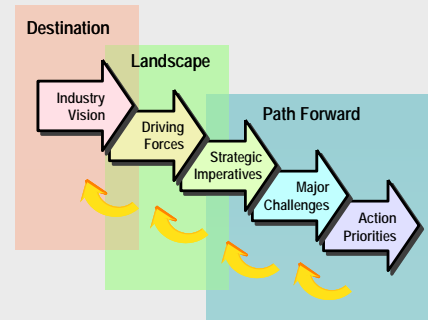 Destination
Landscape
Path Forward
Industry
Vision
Driving
Forces
Strategic
Imperatives
Major
Challenges
Action
Priorities